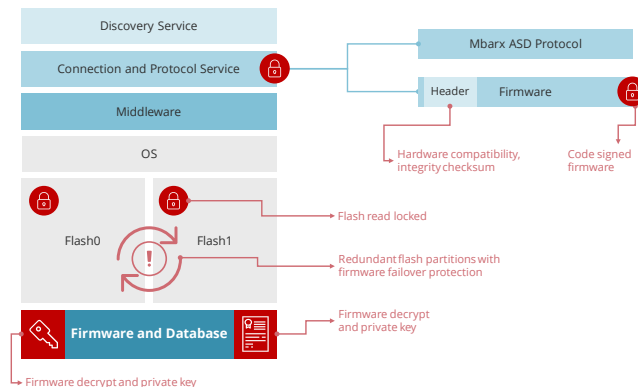 Discovery Service
Connection and Protocol Service
Middleware
OS
Flash0
Flash1
!
Firmware and Database
Firmware decrypt and private key
Mbarx ASD Protocol
Header
Firmware
Hardware compatibility,
integrity checksum
Code signed
firmware
Flash read locked
Redundant flash partitions with
firmware failover protection
Firmware decrypt
and private key